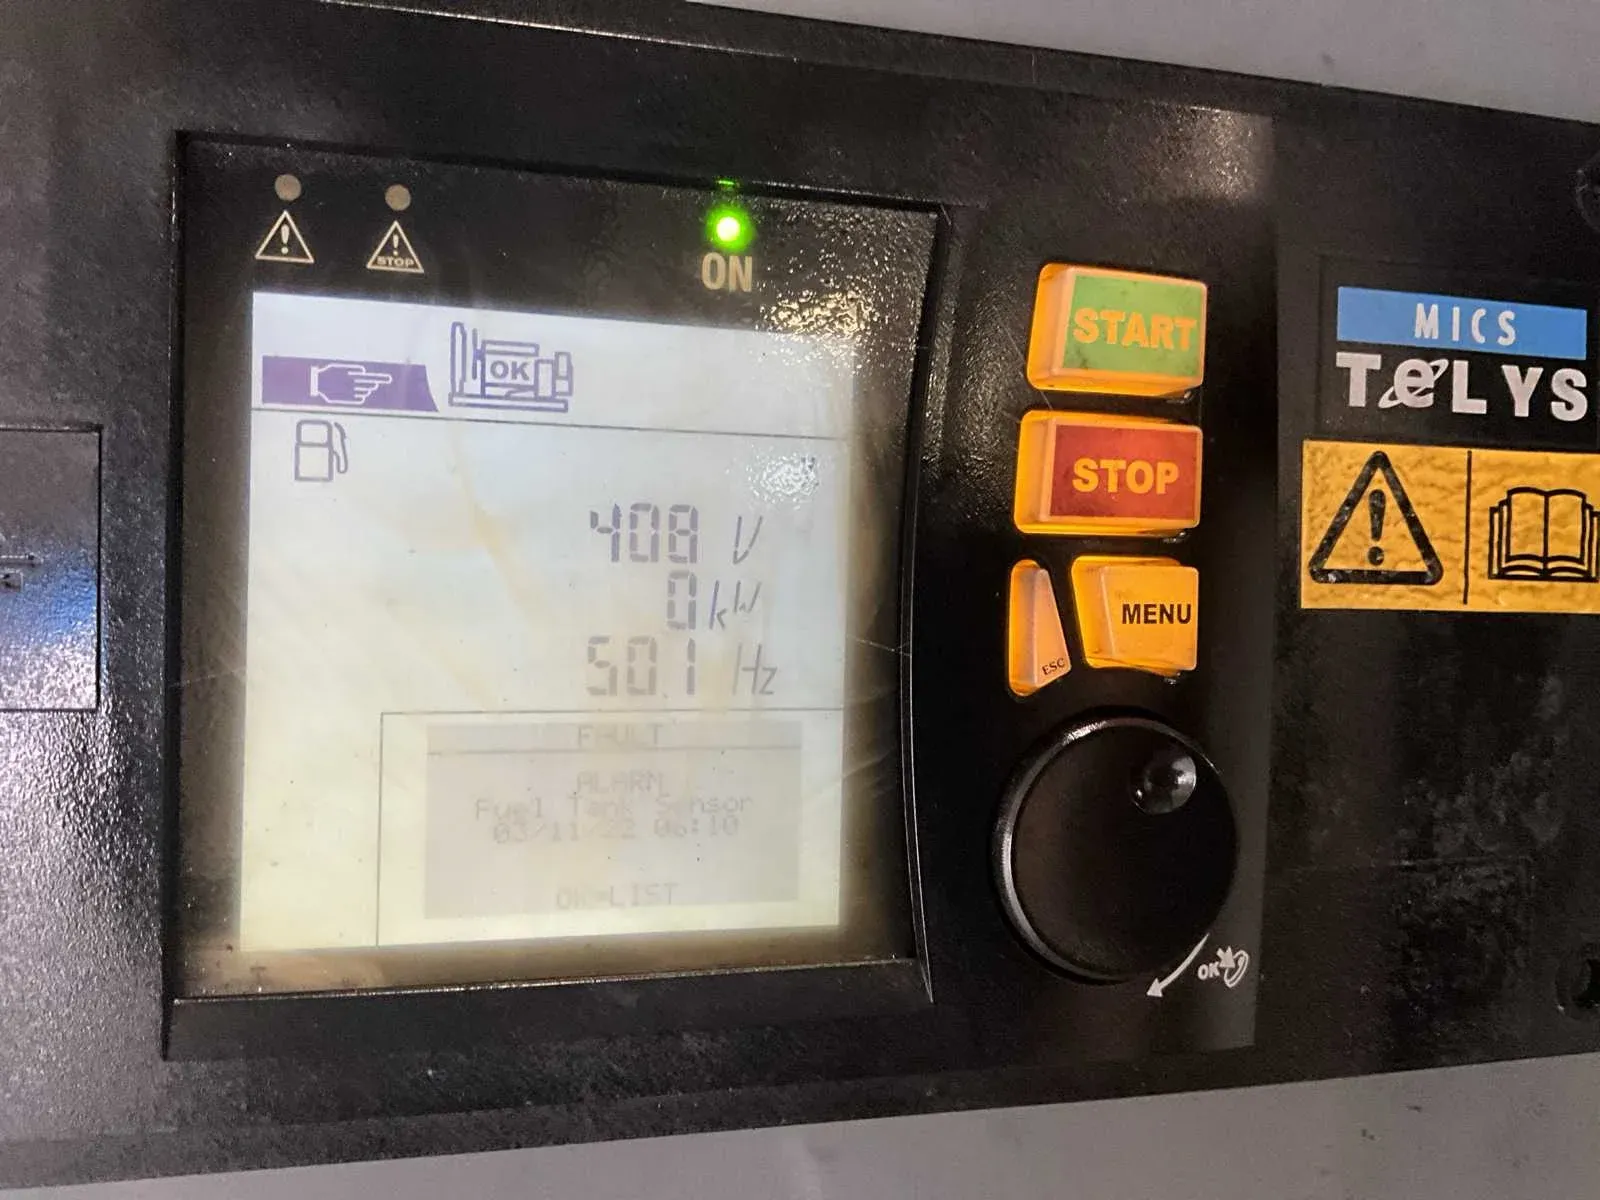 STOP
ON
OK
408 V
0 kW
50.1 Hz
FAULT
ALARM
Fuel Tank Sensor
03/11/22 06:10
OK=LIST
START
STOP
ESC
MENU
OK
MICS
TELYS